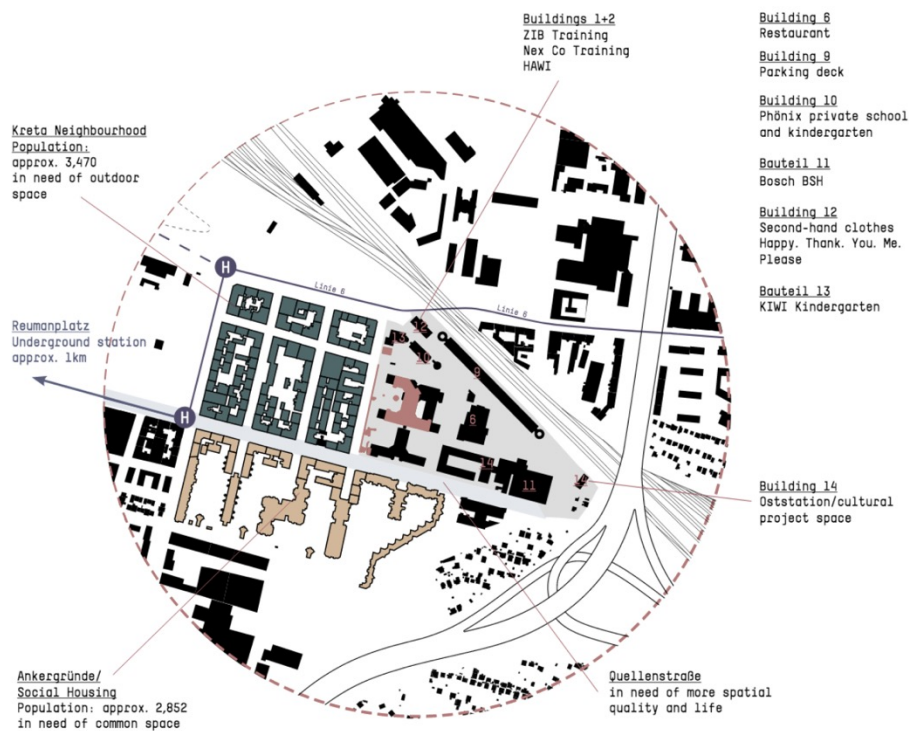 Buildings 1+2
ZIB Training
Nex Co Training
HAWI
Building 6
Restaurant
Building 9
Parking deck
Building 10
Phönix private school
and kindergarten
Bauteil 11
Bosch BSH
Building 12
Second-hand clothes
Happy. Thank. You. Me.
Please
Bauteil 13
KIWI Kindergarten
Kreta Neighbourhood
Population:
approx. 3,470
in need of outdoor
space
H
Linie 6
Linie 6
Reumanplatz
Underground station
approx. 1km
H
12
13
10
9
6
14
11
14
Building 14
Oststation/cultural
project space
Ankergründe/
Social Housing
Population: approx. 2,852
in need of common space
Quellenstraße
in need of more spatial
quality and life